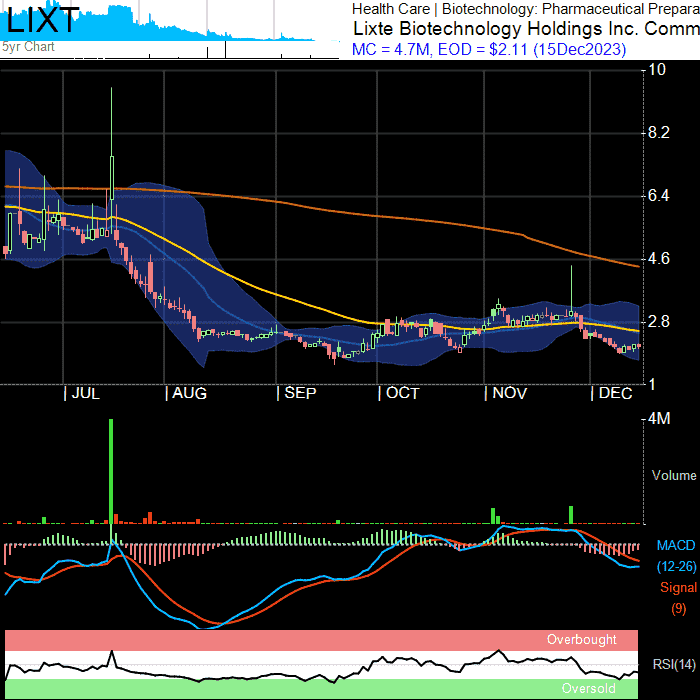 LIXT
5yr Chart
Health Care | Biotechnology: Pharmaceutical Prepara
Lixte Biotechnology Holdings Inc. Comm
MC = 4.7M, EOD = $2.11 (15Dec2023)
10
8.2
6.4
4.6
2.8
1
| JUL | AUG | SEP | OCT | NOV | DEC
4M
Volume
MACD
(12-26)
Signal
(9)
Overbought
RSI(14)
Oversold